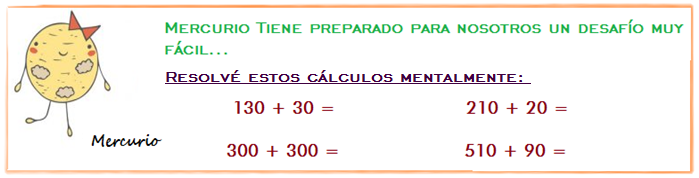 Mercurio Tiene preparado para nosotros un desafío muy
fácil...
Resolvé estos cálculos mentalmente:
130 + 30 = 210 + 20 =
Mercurio
300 + 300 = 510 + 90 =